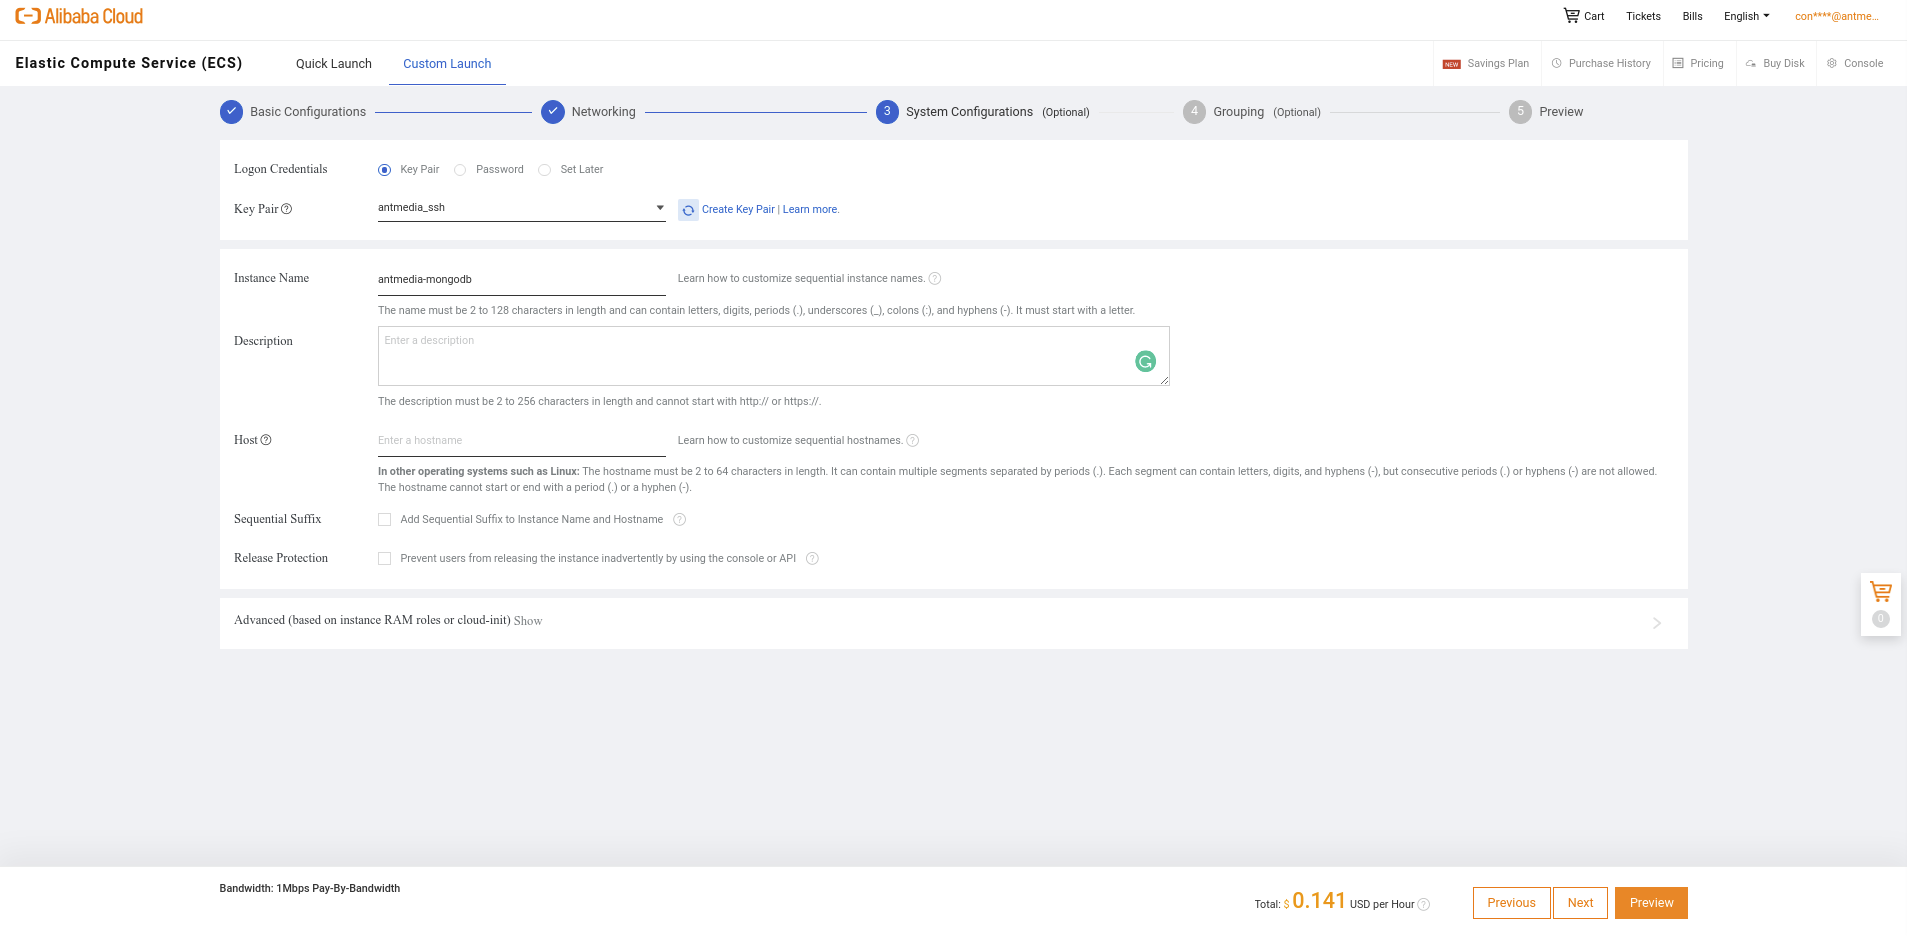 Alibaba Cloud
Cart Tickets Bills English con****@antme...
Elastic Compute Service (ECS) Quick Launch Custom Launch NEW Savings Plan Purchase History Pricing Buy Disk Console
Basic Configurations Networking 3 System Configurations (Optional) 4 Grouping (Optional) 5 Preview
Logon Credentials Key Pair Password Set Later
Key Pair ? antmedia_ssh Create Key Pair | Learn more.
Instance Name antmedia-mongodb Learn how to customize sequential instance names. ?
The name must be 2 to 128 characters in length and can contain letters, digits, periods (.), underscores (_), colons (:), and hyphens (-). It must start with a letter.
Description Enter a description
The description must be 2 to 256 characters in length and cannot start with http:// or https://.
Host ? Enter a hostname Learn how to customize sequential hostnames. ?
In other operating systems such as Linux: The hostname must be 2 to 64 characters in length. It can contain multiple segments separated by periods (.). Each segment can contain letters, digits, and hyphens (-), but consecutive periods (.) or hyphens (-) are not allowed.
The hostname cannot start or end with a period (.) or a hyphen (-).
Sequential Suffix Add Sequential Suffix to Instance Name and Hostname ?
Release Protection Prevent users from releasing the instance inadvertently by using the console or API ?
0
Advanced (based on instance RAM roles or cloud-init) Show
Bandwidth: 1Mbps Pay-By-Bandwidth
Total: $ 0.141 USD per Hour ? Previous Next Preview